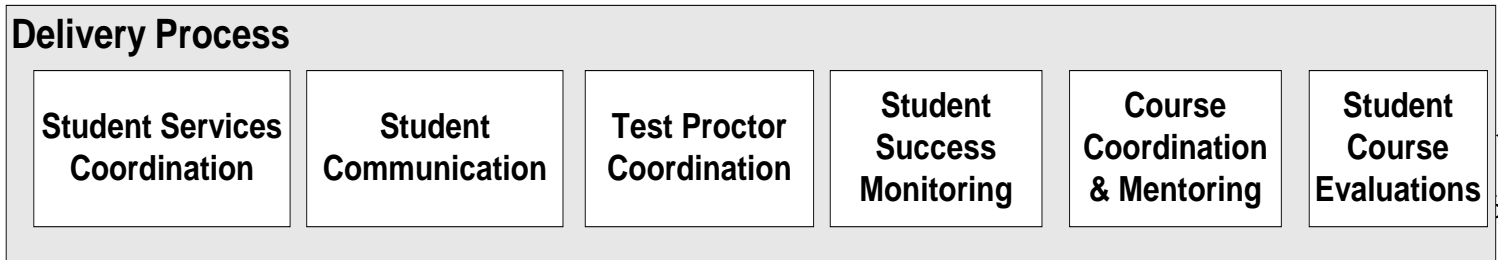 Delivery Process
Student Services
Coordination
Student
Communication
Test Proctor
Coordination
Student
Success
Monitoring
Course
Coordination
& Mentoring
Student
Course
Evaluations